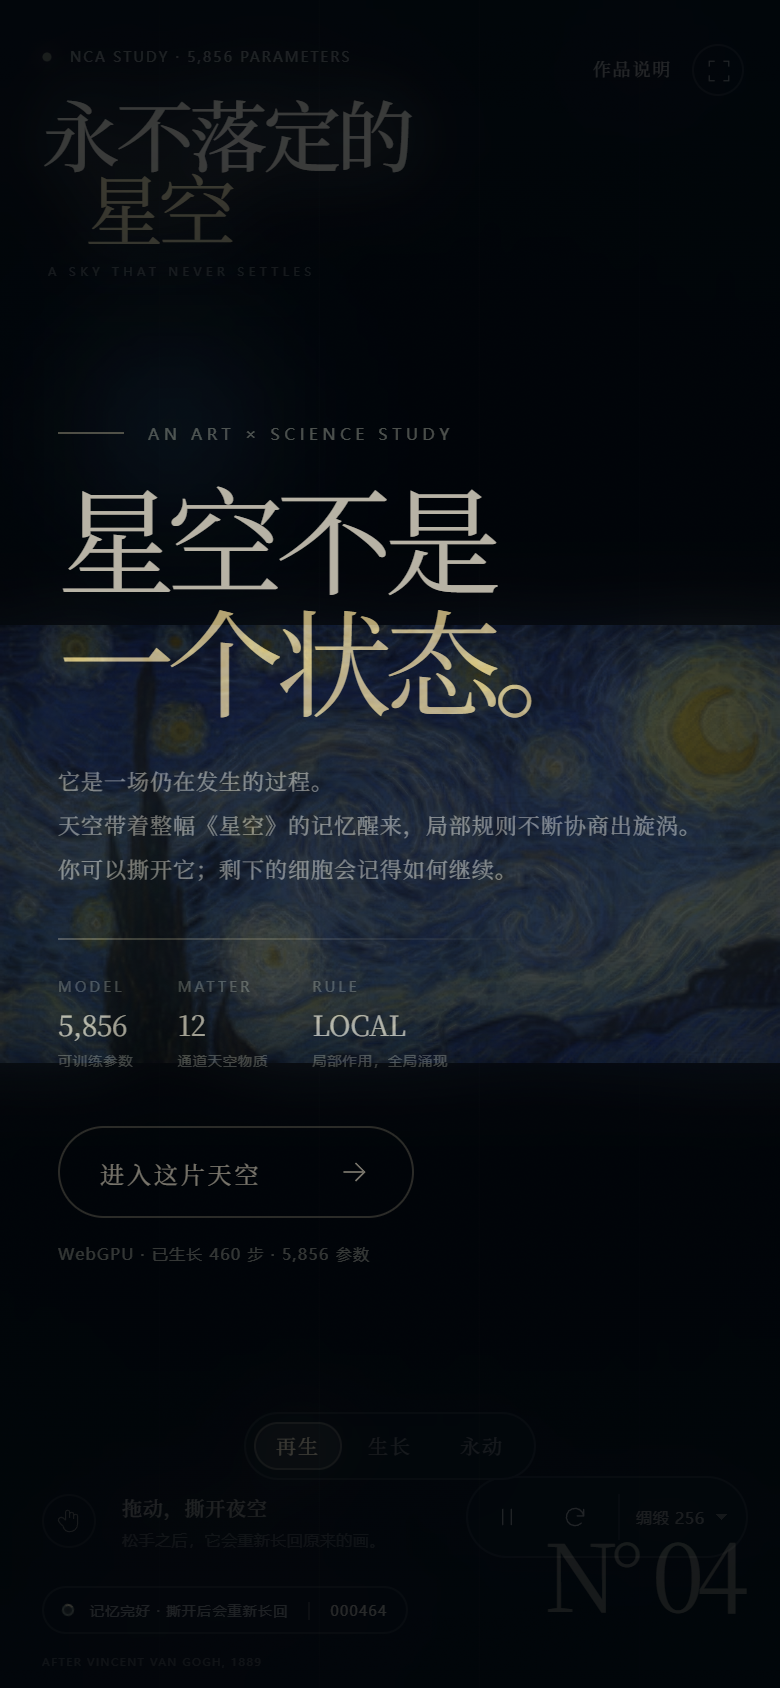 NCA STUDY · 5,856 PARAMETERS
作品说明
永不落定的
星空
A SKY THAT NEVER SETTLES
AN ART × SCIENCE STUDY
星空不是
一个状态。
它是一场仍在发生的过程。
天空带着整幅《星空》的记忆醒来，局部规则不断协商出旋涡。
你可以撕开它；剩下的细胞会记得如何继续。
MODEL MATTER RULE
5,856 12 LOCAL
可训练参数 通道天空物质 局部作用，全局涌现
进入这片天空 →
WebGPU · 已生长 460 步 · 5,856 参数
再生 生长 永动
拖动，撕开夜空
松手之后，它会重新长回原来的画。
绸缎 256
N° 04
记忆完好 · 撕开后会重新长回 000464
AFTER VINCENT VAN GOGH, 1889